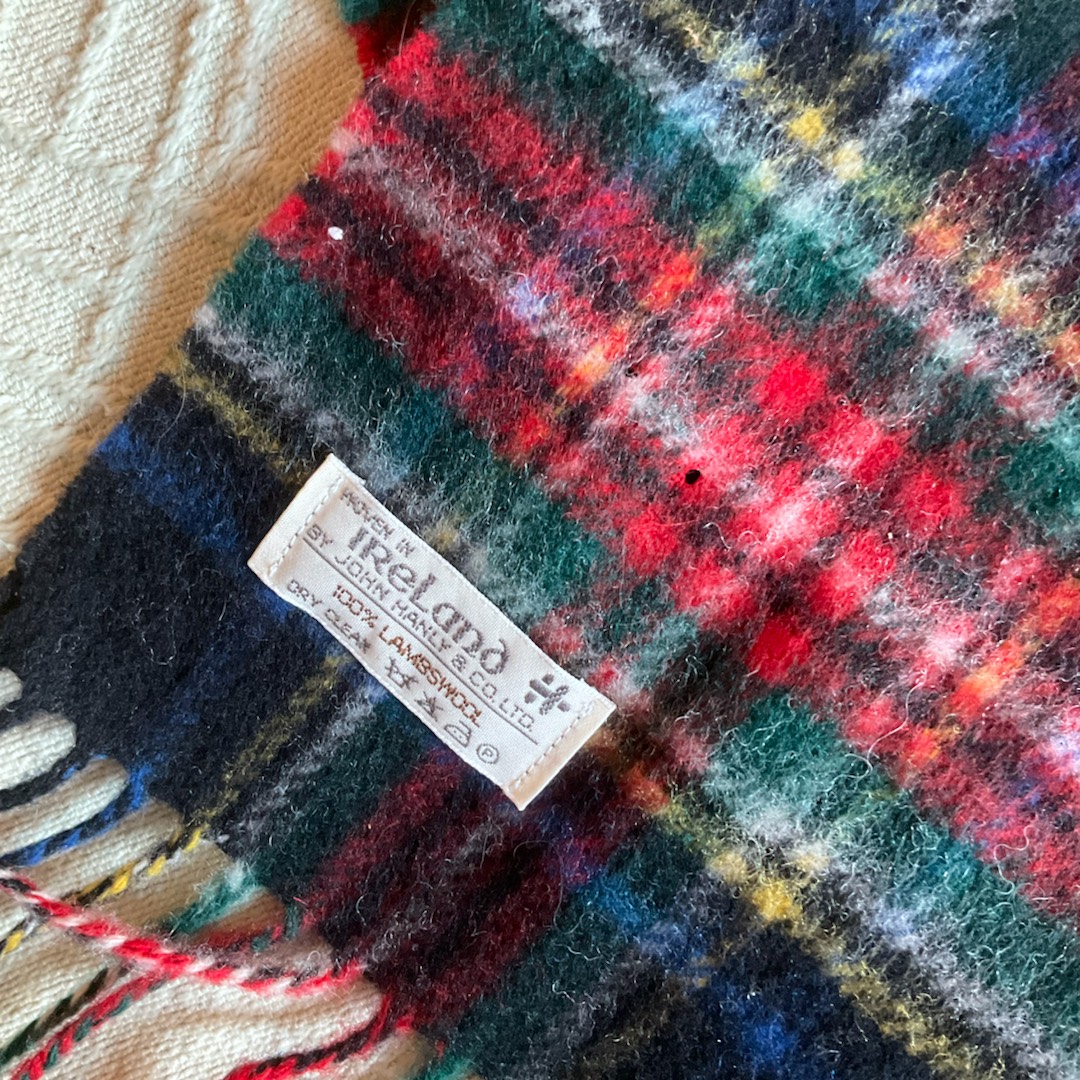 WOVEN IN
IReLanD
BY JOHN HANLY & CO. LTD.
100% LAMBSWOOL
DRY CLEAN
P